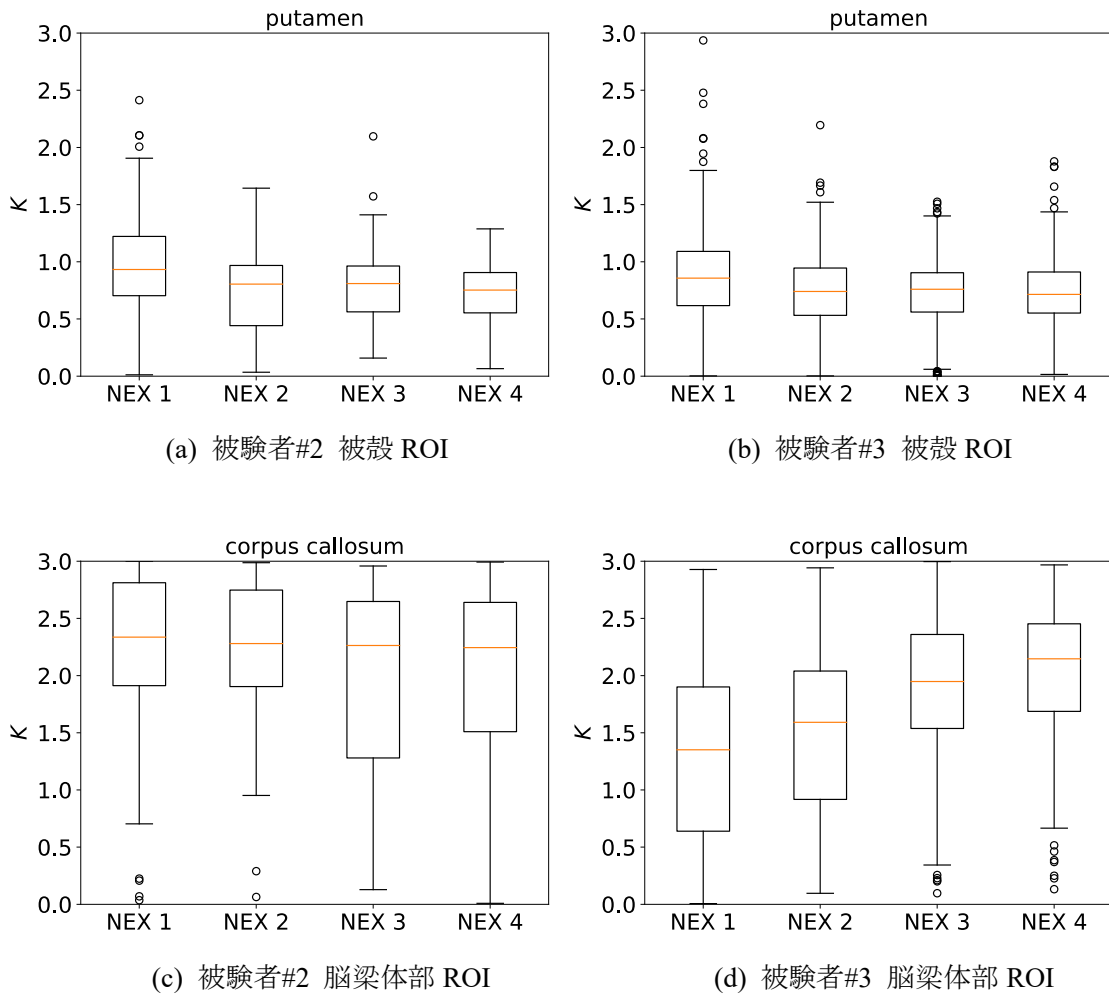 putamen
3.0
2.5
2.0
1.5
1.0
0.5
0.0
K
NEX 1 NEX 2 NEX 3 NEX 4
(a) 被験者#2 被殻 ROI
putamen
3.0
2.5
2.0
1.5
1.0
0.5
0.0
K
NEX 1 NEX 2 NEX 3 NEX 4
(b) 被験者#3 被殻 ROI
corpus callosum
3.0
2.5
2.0
1.5
1.0
0.5
0.0
K
NEX 1 NEX 2 NEX 3 NEX 4
(c) 被験者#2 脳梁体部 ROI
corpus callosum
3.0
2.5
2.0
1.5
1.0
0.5
0.0
K
NEX 1 NEX 2 NEX 3 NEX 4
(d) 被験者#3 脳梁体部 ROI